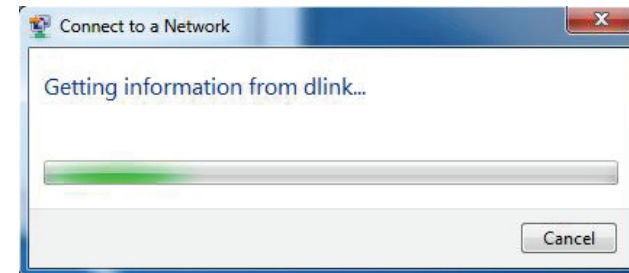 Connect to a Network
Getting information from dlink...
Cancel